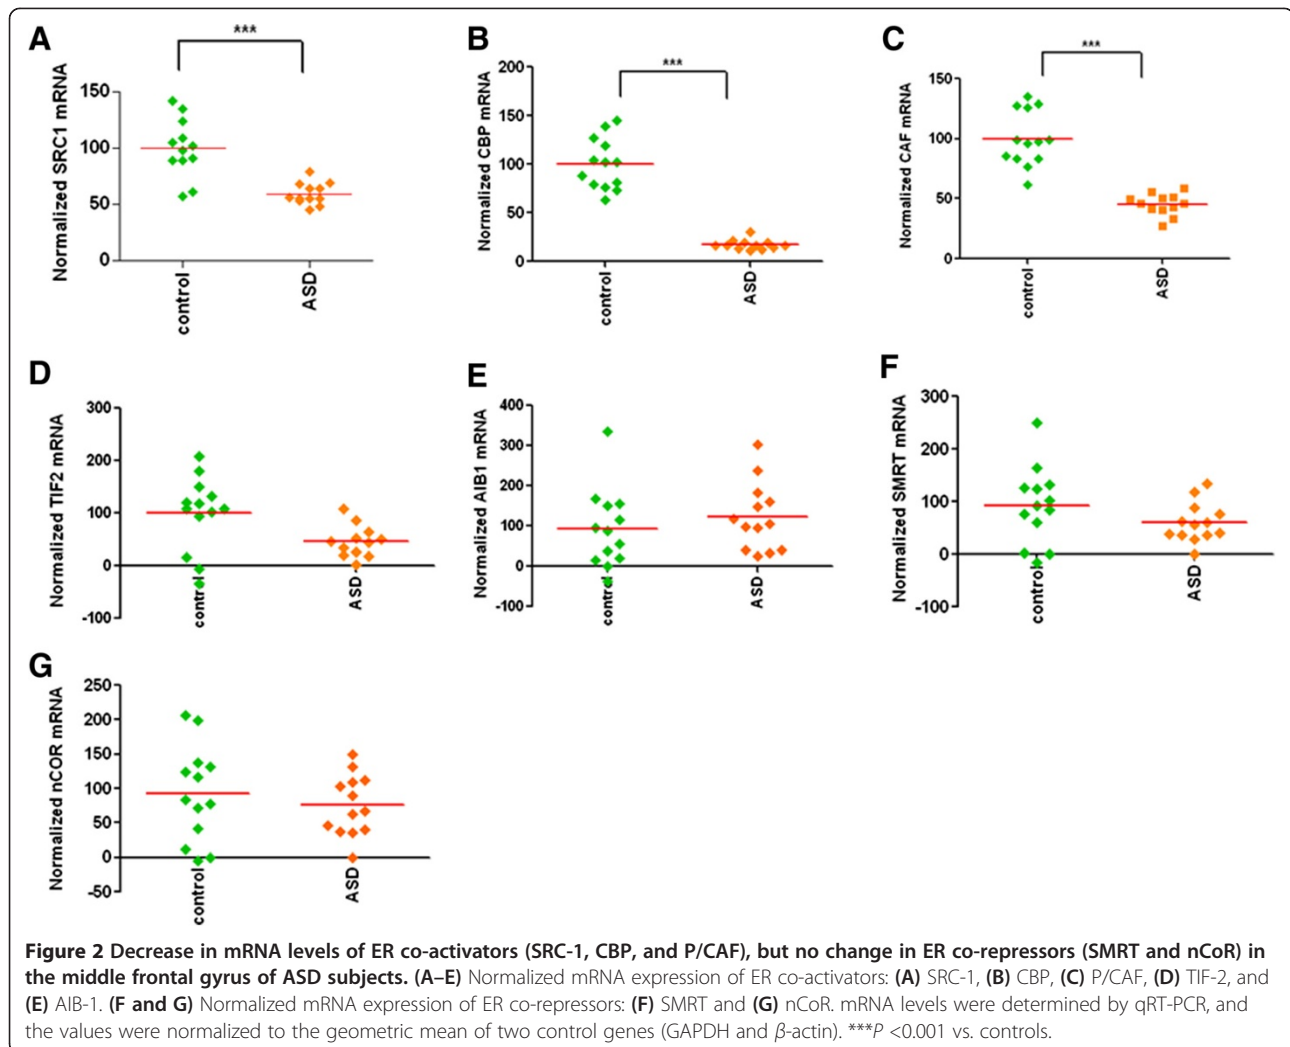 A
***
Normalized SRC1 mRNA
150
100
50
0
control
ASD
B
***
Normalized CBP mRNA
200
150
100
50
0
control
ASD
C
***
Normalized CAF mRNA
150
100
50
0
control
ASD
D
Normalized TIF2 mRNA
300
200
100
0
-100
control
ASD
E
Normalized AIB1 mRNA
400
300
200
100
0
-100
control
ASD
F
Normalized SMRT mRNA
300
200
100
0
-100
control
ASD
G
Normalized nCOR mRNA
250
200
150
100
50
0
-50
control
ASD
Figure 2 Decrease in mRNA levels of ER co-activators (SRC-1, CBP, and P/CAF), but no change in ER co-repressors (SMRT and nCoR) in
the middle frontal gyrus of ASD subjects. (A–E) Normalized mRNA expression of ER co-activators: (A) SRC-1, (B) CBP, (C) P/CAF, (D) TIF-2, and
(E) AIB-1. (F and G) Normalized mRNA expression of ER co-repressors: (F) SMRT and (G) nCoR. mRNA levels were determined by qRT-PCR, and
the values were normalized to the geometric mean of two control genes (GAPDH and β-actin). ***P <0.001 vs. controls.